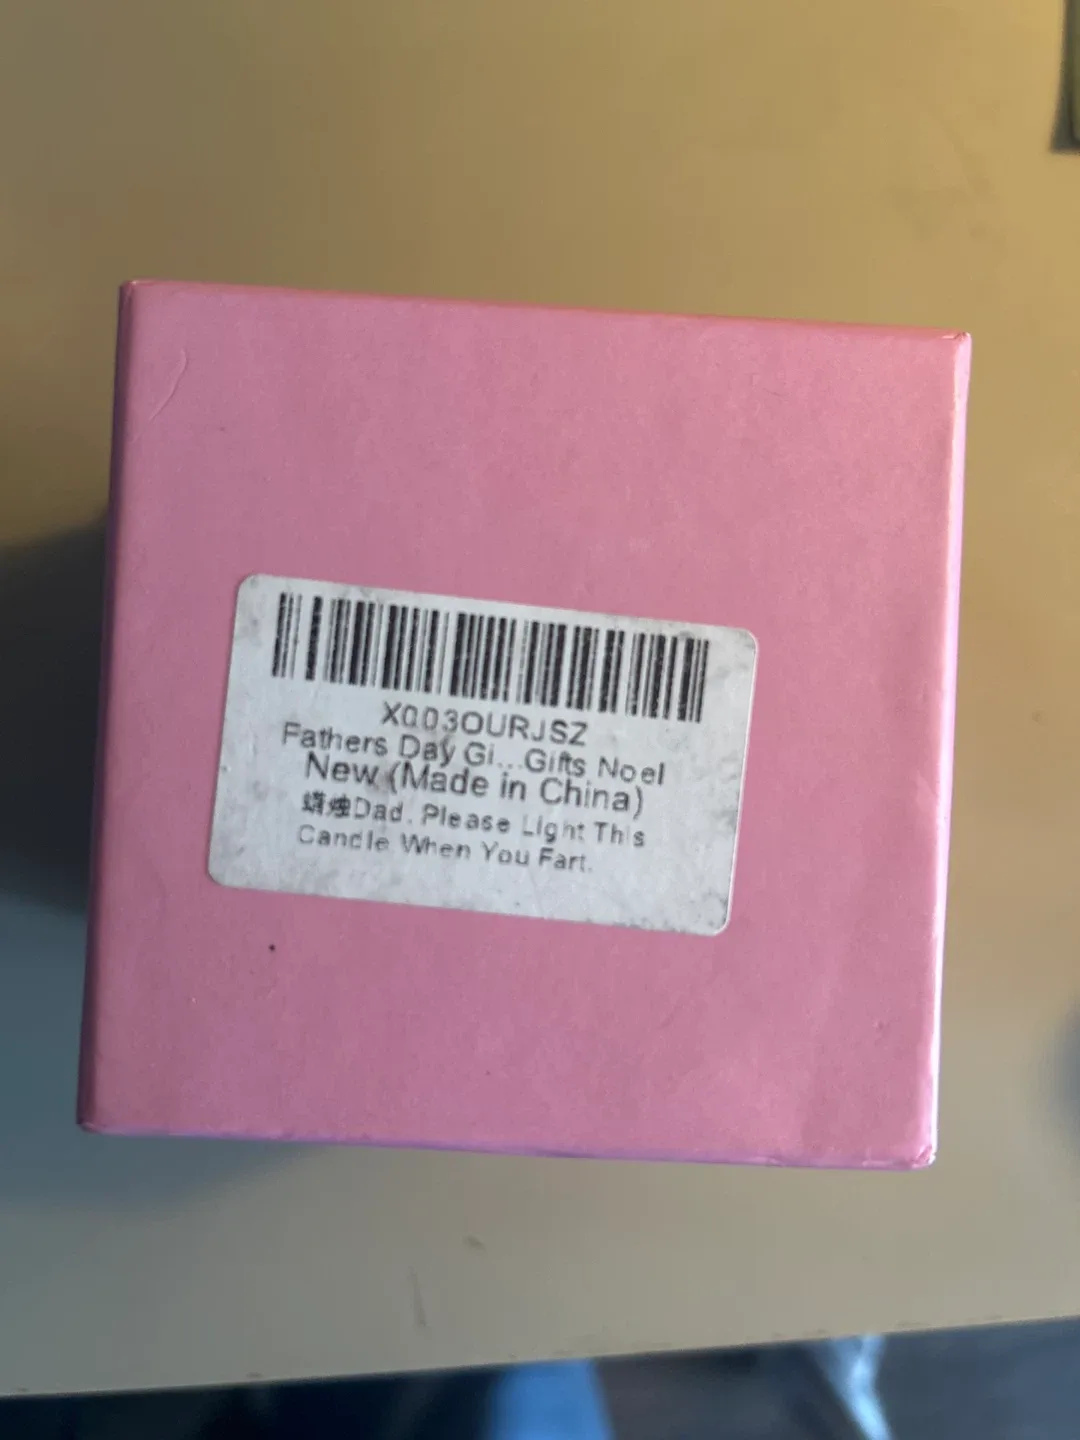 X003OURJSZ
Fathers Day Gi...Gifts Noel
New (Made in China)
蜡烛Dad. Please Light This
Candle When You Fart.